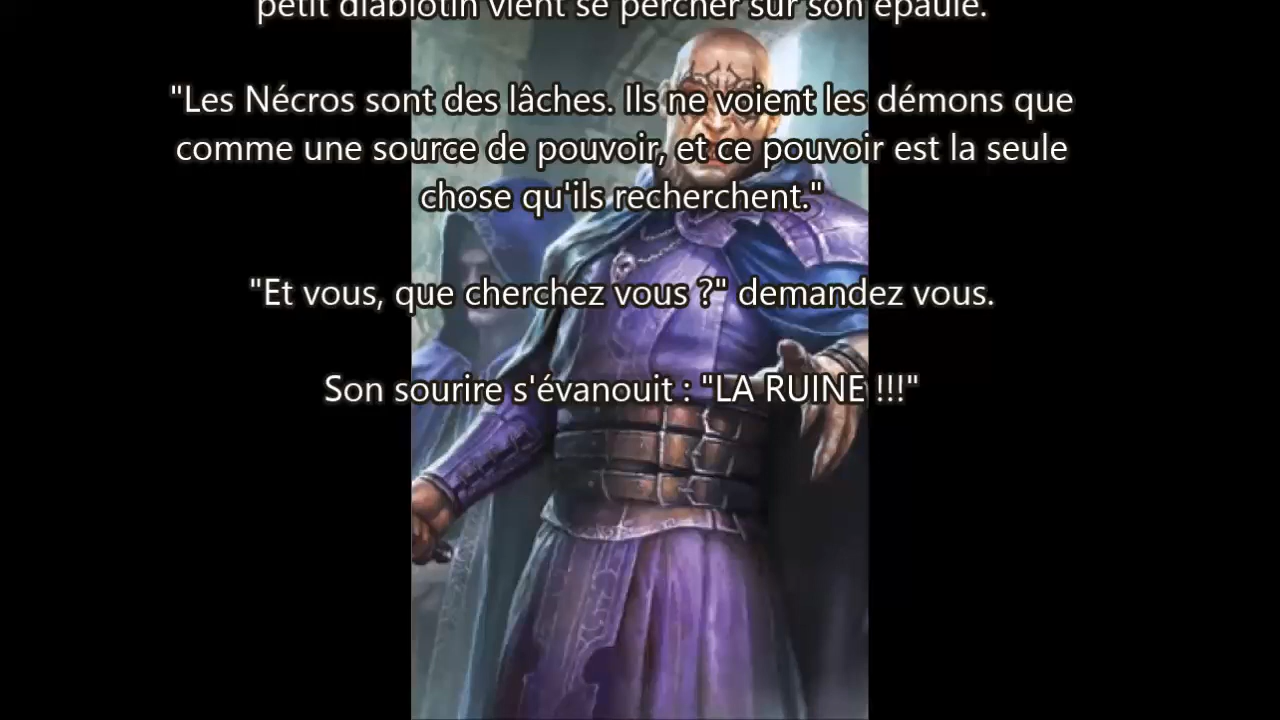 petit diablotin vient se percher sur son épaule.
"Les Nécros sont des lâches. Ils ne voient les démons que
comme une source de pouvoir, et ce pouvoir est la seule
chose qu'ils recherchent."
"Et vous, que cherchez vous ?" demandez vous.
Son sourire s'évanouit : "LA RUINE !!!"